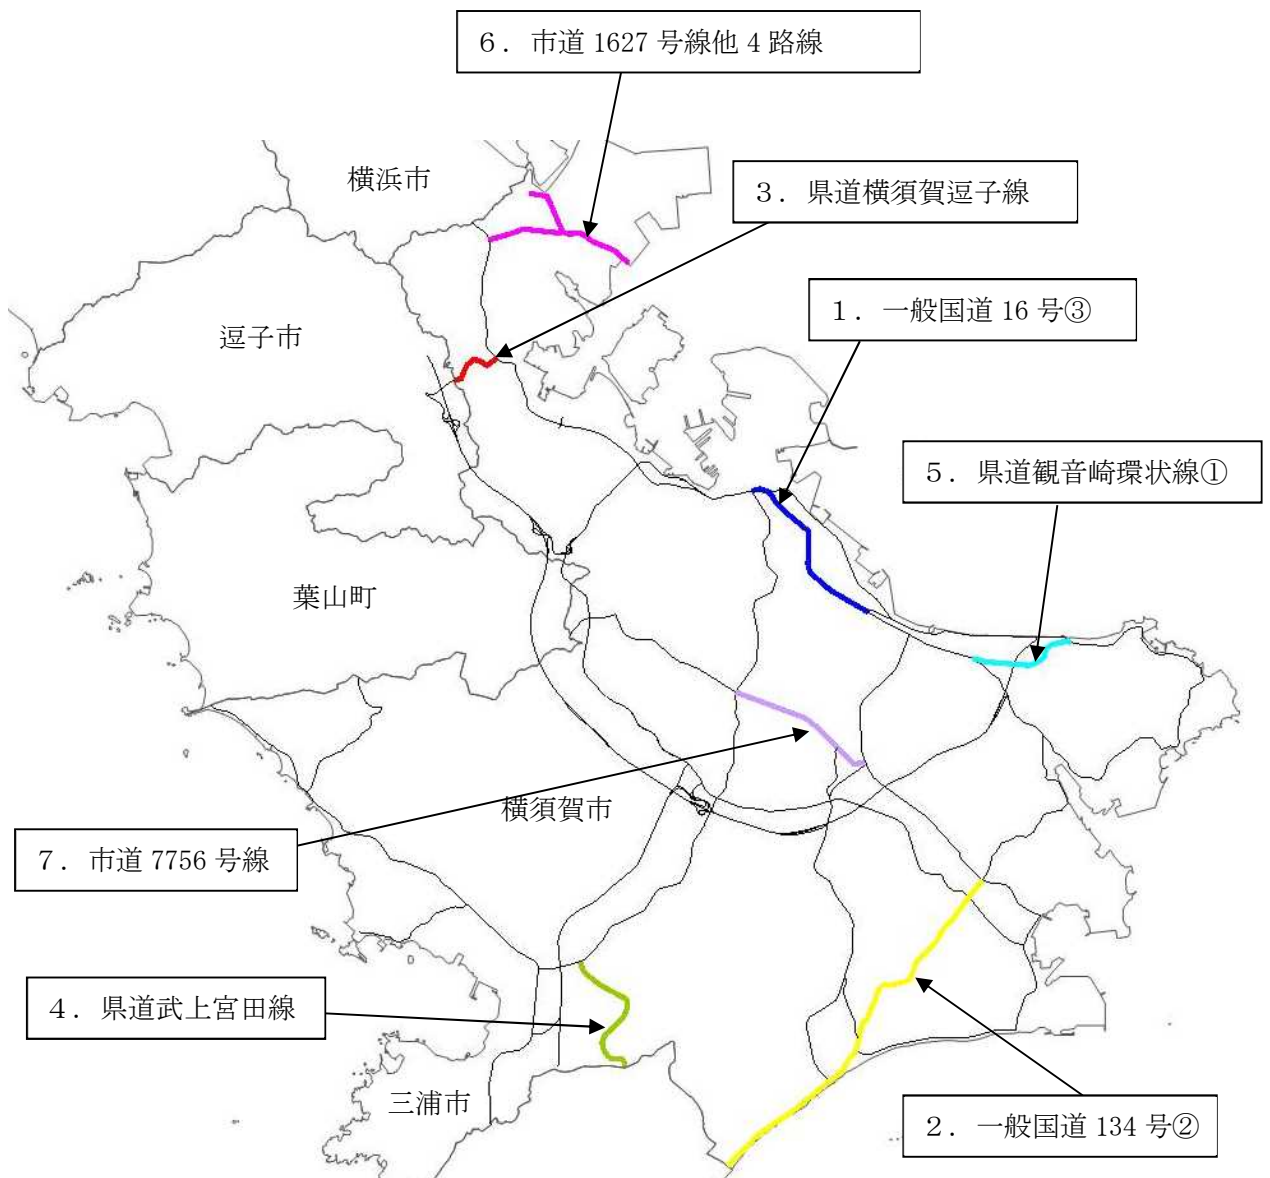 ６．市道 1627 号線他 4 路線
横浜市
３．県道横須賀逗子線
１．一般国道 16 号③
逗子市
５．県道観音崎環状線①
葉山町
横須賀市
７．市道 7756 号線
４．県道武上宮田線
三浦市
２．一般国道 134 号②